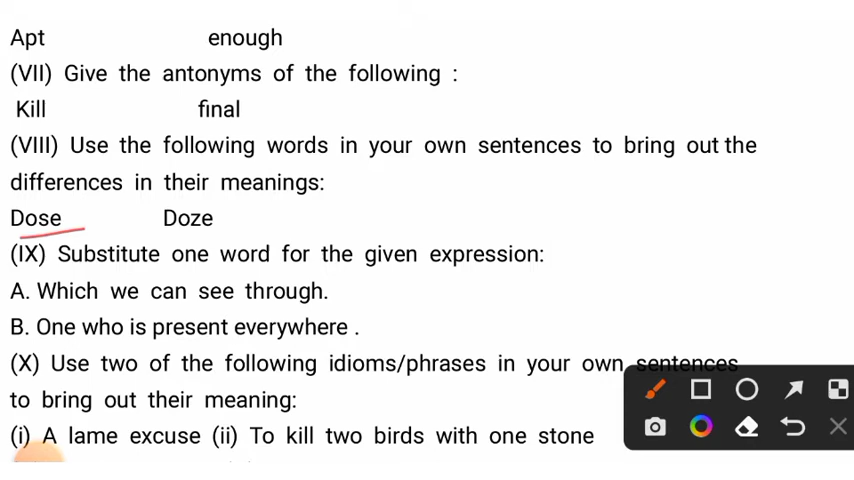 Apt enough
(VII) Give the antonyms of the following :
Kill final
(VIII) Use the following words in your own sentences to bring out the
differences in their meanings:
Dose Doze
(IX) Substitute one word for the given expression:
A. Which we can see through.
B. One who is present everywhere .
(X) Use two of the following idioms/phrases in your own sentences
to bring out their meaning:
(i) A lame excuse (ii) To kill two birds with one stone